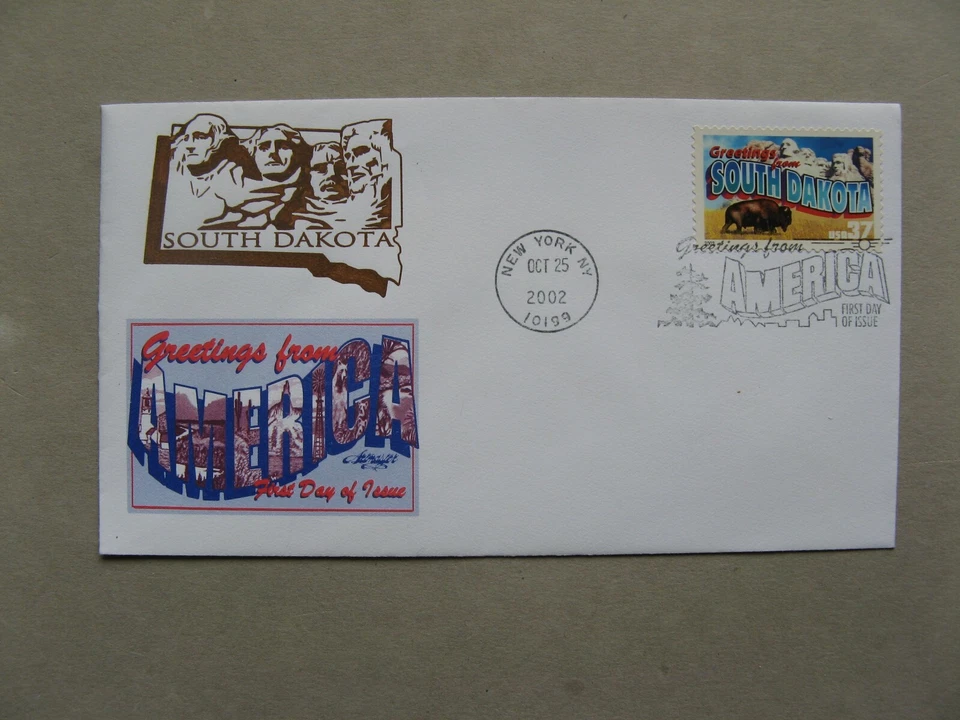 SOUTH DAKOTA
Greetings from
AMERICA
First Day of Issue
NEW YORK NY
OCT 25
2002
10199
Greetings
from
SOUTH DAKOTA
USA 37
Greetings from
AMERICA
FIRST DAY
OF ISSUE